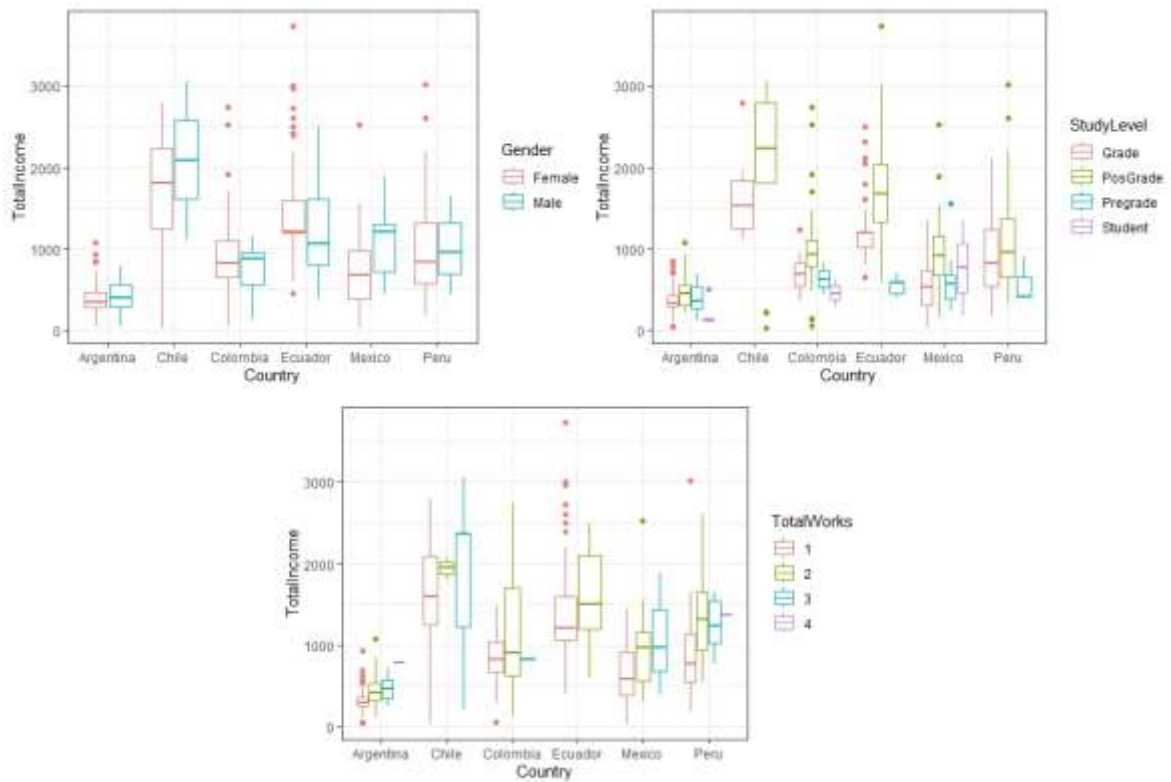 3000
2000
1000
0
TotalIncome
Argentina Chile Colombia Ecuador Mexico Peru
Country
Gender
Female
Male
3000
2000
1000
0
TotalIncome
Argentina Chile Colombia Ecuador Mexico Peru
Country
StudyLevel
Grade
PosGrade
Pregrade
Student
3000
2000
1000
0
TotalIncome
Argentina Chile Colombia Ecuador Mexico Peru
Country
TotalWorks
1
2
3
4